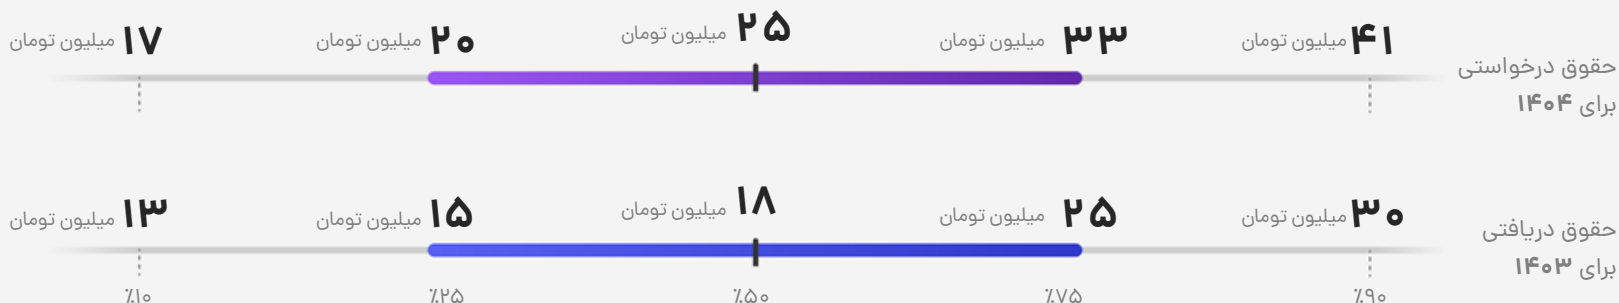 ۱۷ میلیون تومان
۲۰ میلیون تومان
۲۵ میلیون تومان
۳۳ میلیون تومان
۴۱ میلیون تومان
حقوق درخواستی
برای ۱۴۰۴
۱۳ میلیون تومان
۱۵ میلیون تومان
۱۸ میلیون تومان
۲۵ میلیون تومان
۳۰ میلیون تومان
حقوق دریافتی
برای ۱۴۰۳
٪۱۰
٪۲۵
٪۵۰
٪۷۵
٪۹۰